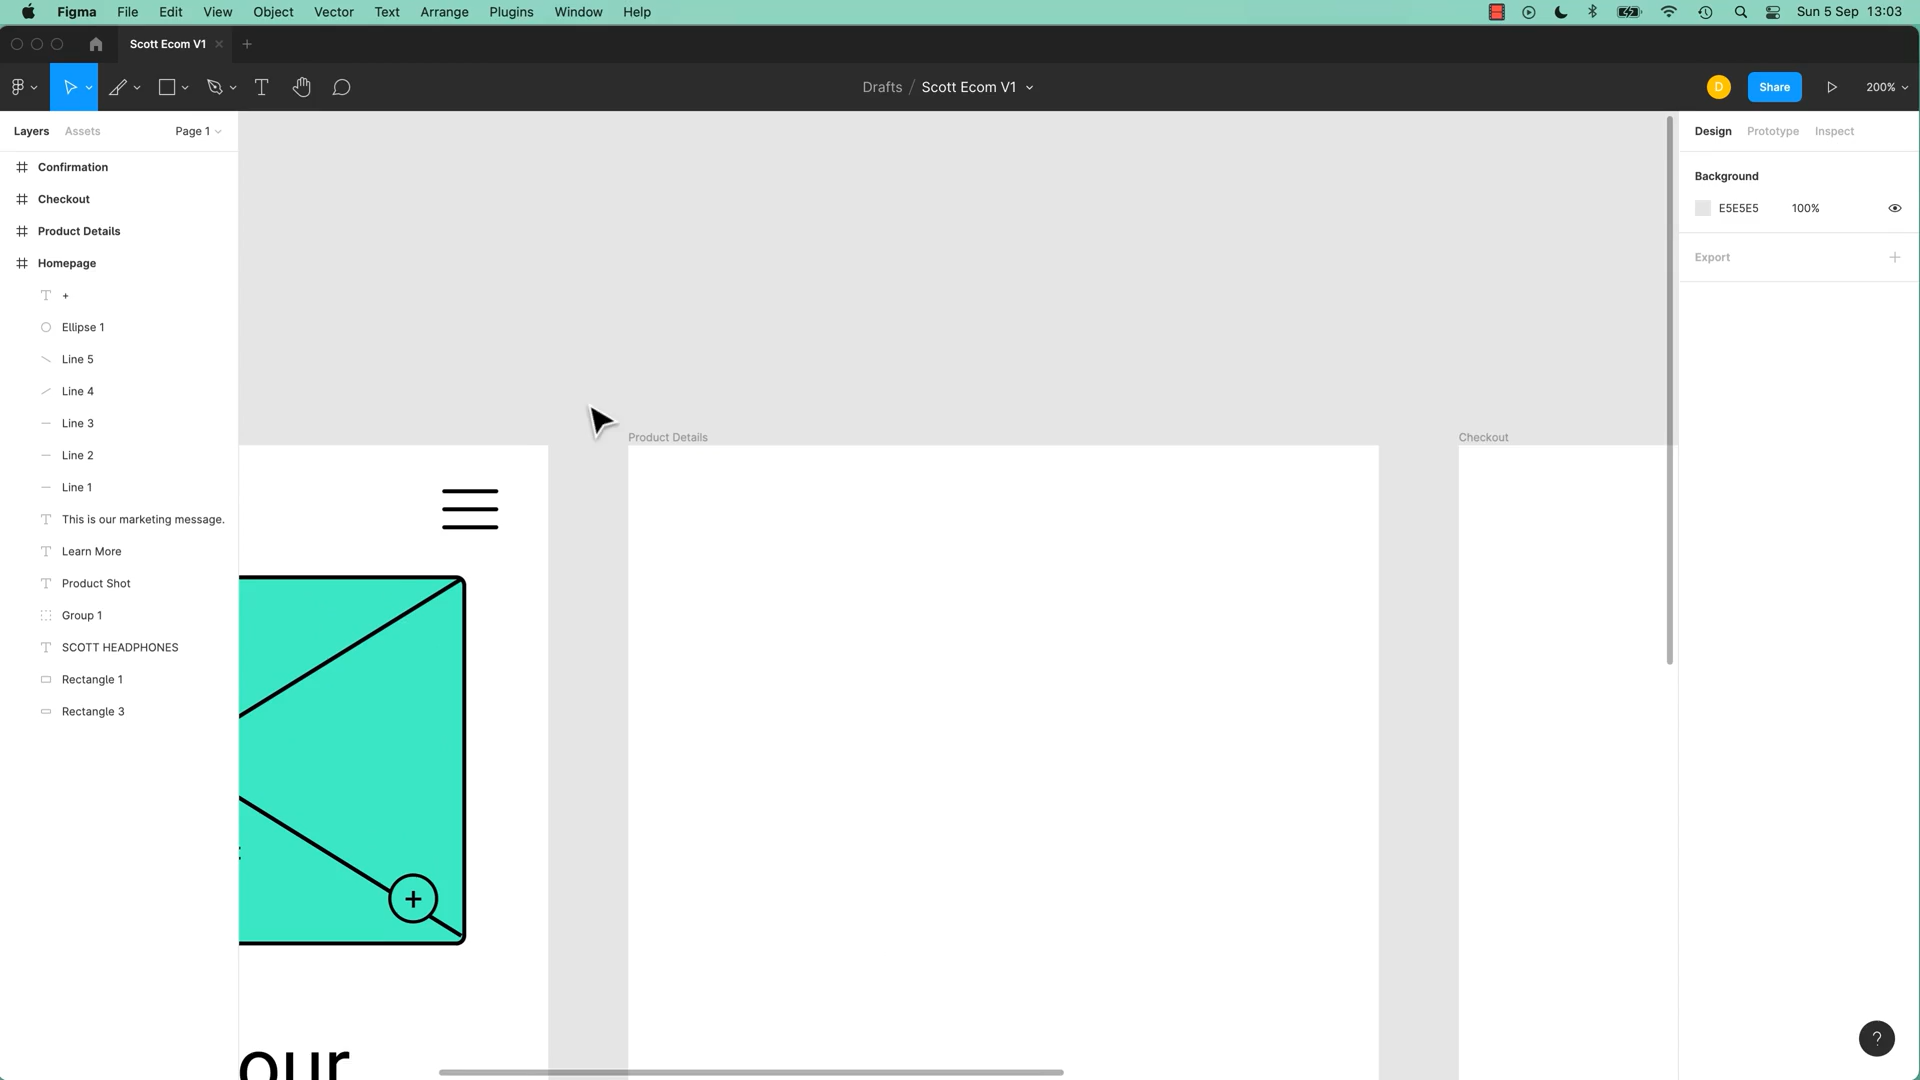 Figma File Edit View Object Vector Text Arrange Plugins Window Help Sun 5 Sep 13:03
Scott Ecom V1
Drafts / Scott Ecom V1 D Share 200%
Layers Assets Page 1 Design Prototype Inspect
Confirmation
Checkout
Product Details
Homepage
+
Ellipse 1
Line 5
Line 4
Line 3
Line 2
Line 1
This is our marketing message.
Learn More
Product Shot
Group 1
SCOTT HEADPHONES
Rectangle 1
Rectangle 3
Product Details
Checkout
+
our
Background
E5E5E5 100%
Export
?